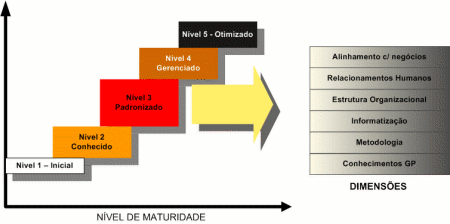 Nível 5 - Otimizado
Nível 4
Gerenciado
Nível 3
Padronizado
Nível 2
Conhecido
Nível 1 – Inicial
NÍVEL DE MATURIDADE
Alinhamento c/ negócios
Relacionamentos Humanos
Estrutura Organizacional
Informatização
Metodologia
Conhecimentos GP
DIMENSÕES